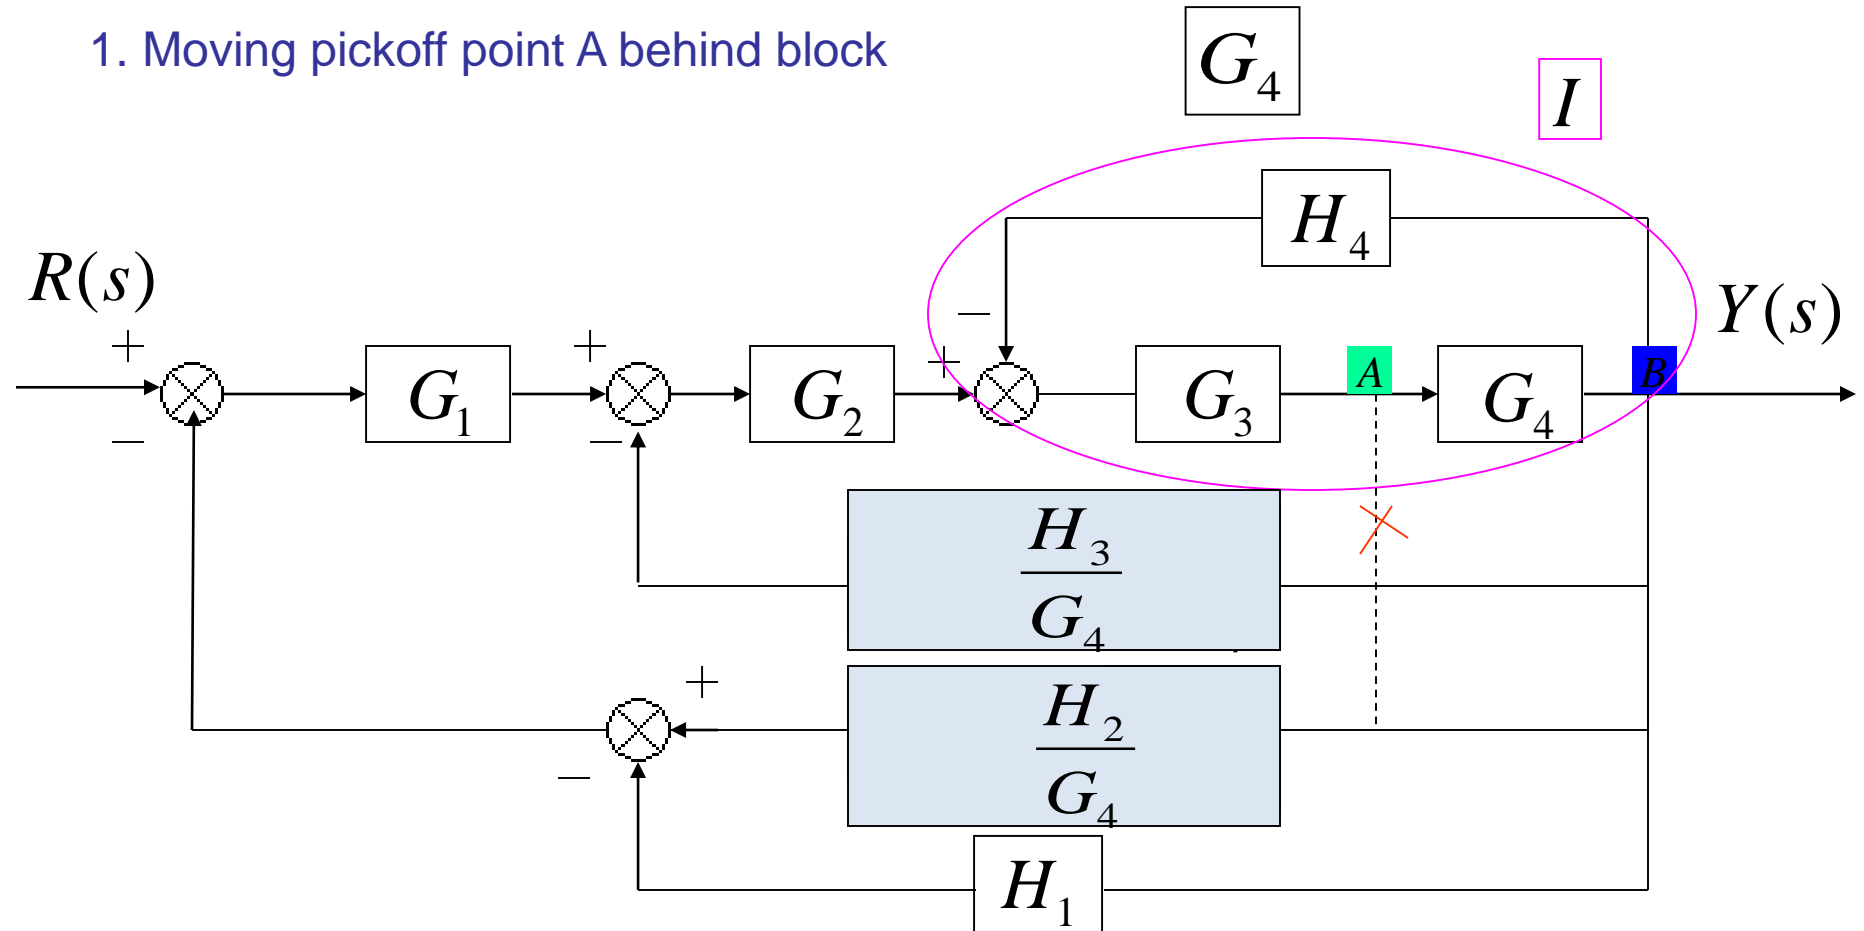 1. Moving pickoff point A behind block
G₄
I
H₄
R(s)
Y(s)
+
+
−
+
A
B
G₁
G₂
G₃
G₄
−
−
H₃
G₄
+
H₂
G₄
−
H₁